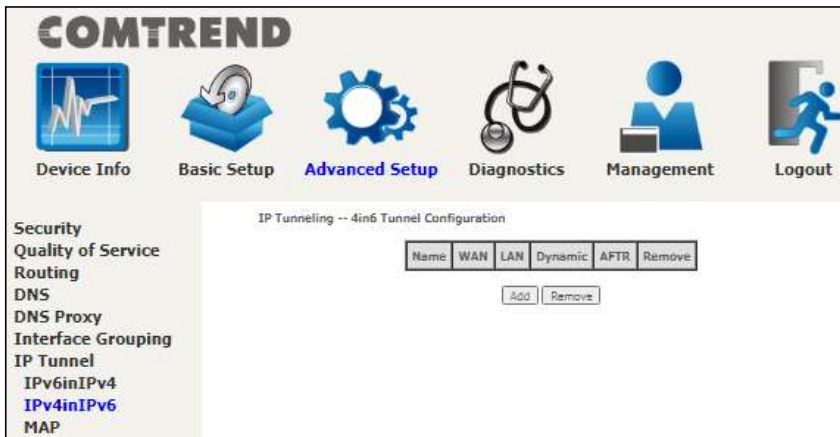 COMTREND
Device Info Basic Setup Advanced Setup Diagnostics Management Logout
Security
Quality of Service
Routing
DNS
DNS Proxy
Interface Grouping
IP Tunnel
IPv6inIPv4
IPv4inIPv6
MAP
IP Tunneling -- 4in6 Tunnel Configuration
Name WAN LAN Dynamic AFTR Remove
Add Remove